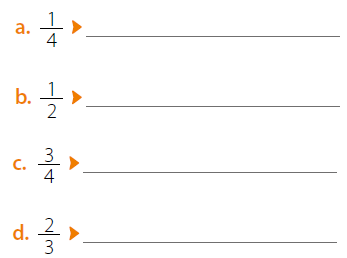 a. 1/4
b. 1/2
c. 3/4
d. 2/3